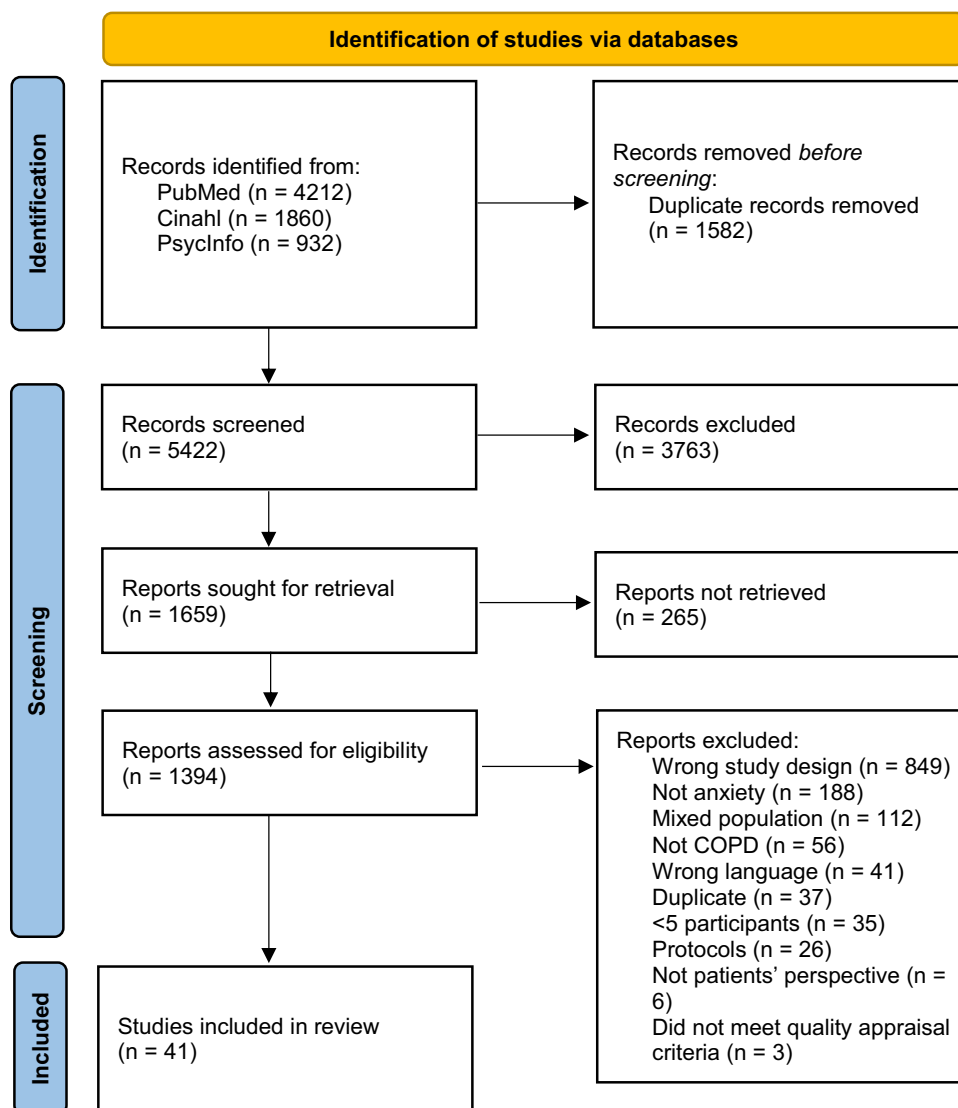 Identification of studies via databases
Identification
Records identified from:
PubMed (n = 4212)
Cinahl (n = 1860)
PsycInfo (n = 932)
Records removed before
screening:
Duplicate records removed
(n = 1582)
Screening
Records screened
(n = 5422)
Records excluded
(n = 3763)
Reports sought for retrieval
(n = 1659)
Reports not retrieved
(n = 265)
Reports assessed for eligibility
(n = 1394)
Reports excluded:
Wrong study design (n = 849)
Not anxiety (n = 188)
Mixed population (n = 112)
Not COPD (n = 56)
Wrong language (n = 41)
Duplicate (n = 37)
<5 participants (n = 35)
Protocols (n = 26)
Not patients’ perspective (n =
6)
Did not meet quality appraisal
criteria (n = 3)
Included
Studies included in review
(n = 41)